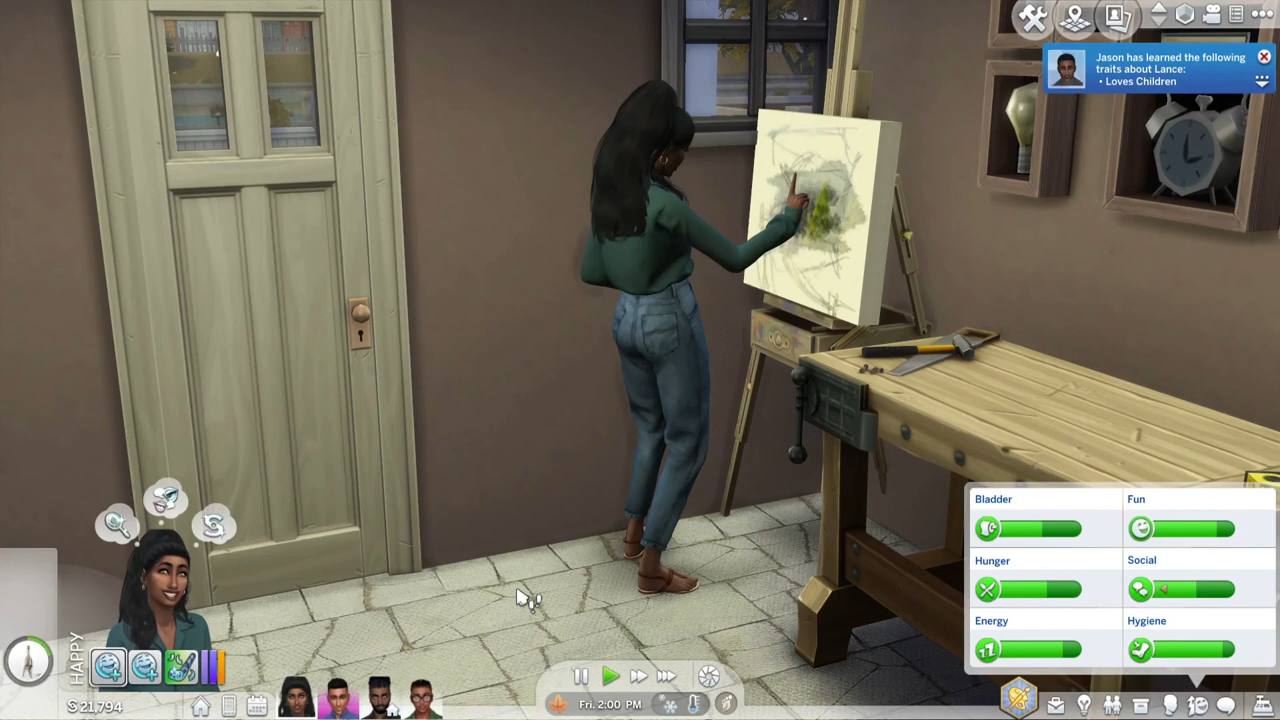 Jason has learned the following
traits about Lance:
• Loves Children
Bladder
Fun
Hunger
Social
Energy
Hygiene
HAPPY
§21,794
Fri. 2:00 PM